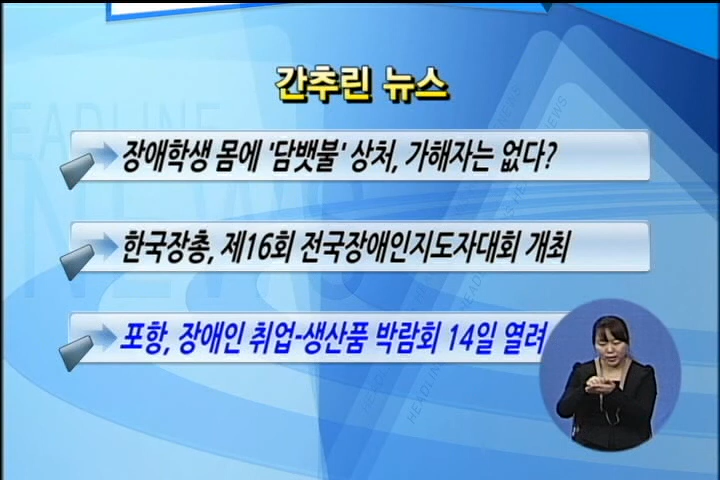 간추린 뉴스
장애학생 몸에 '담뱃불' 상처, 가해자는 없다?
한국장총, 제16회 전국장애인지도자대회 개최
포항, 장애인 취업-생산품 박람회 14일 열려
HEADLINE
NEWS